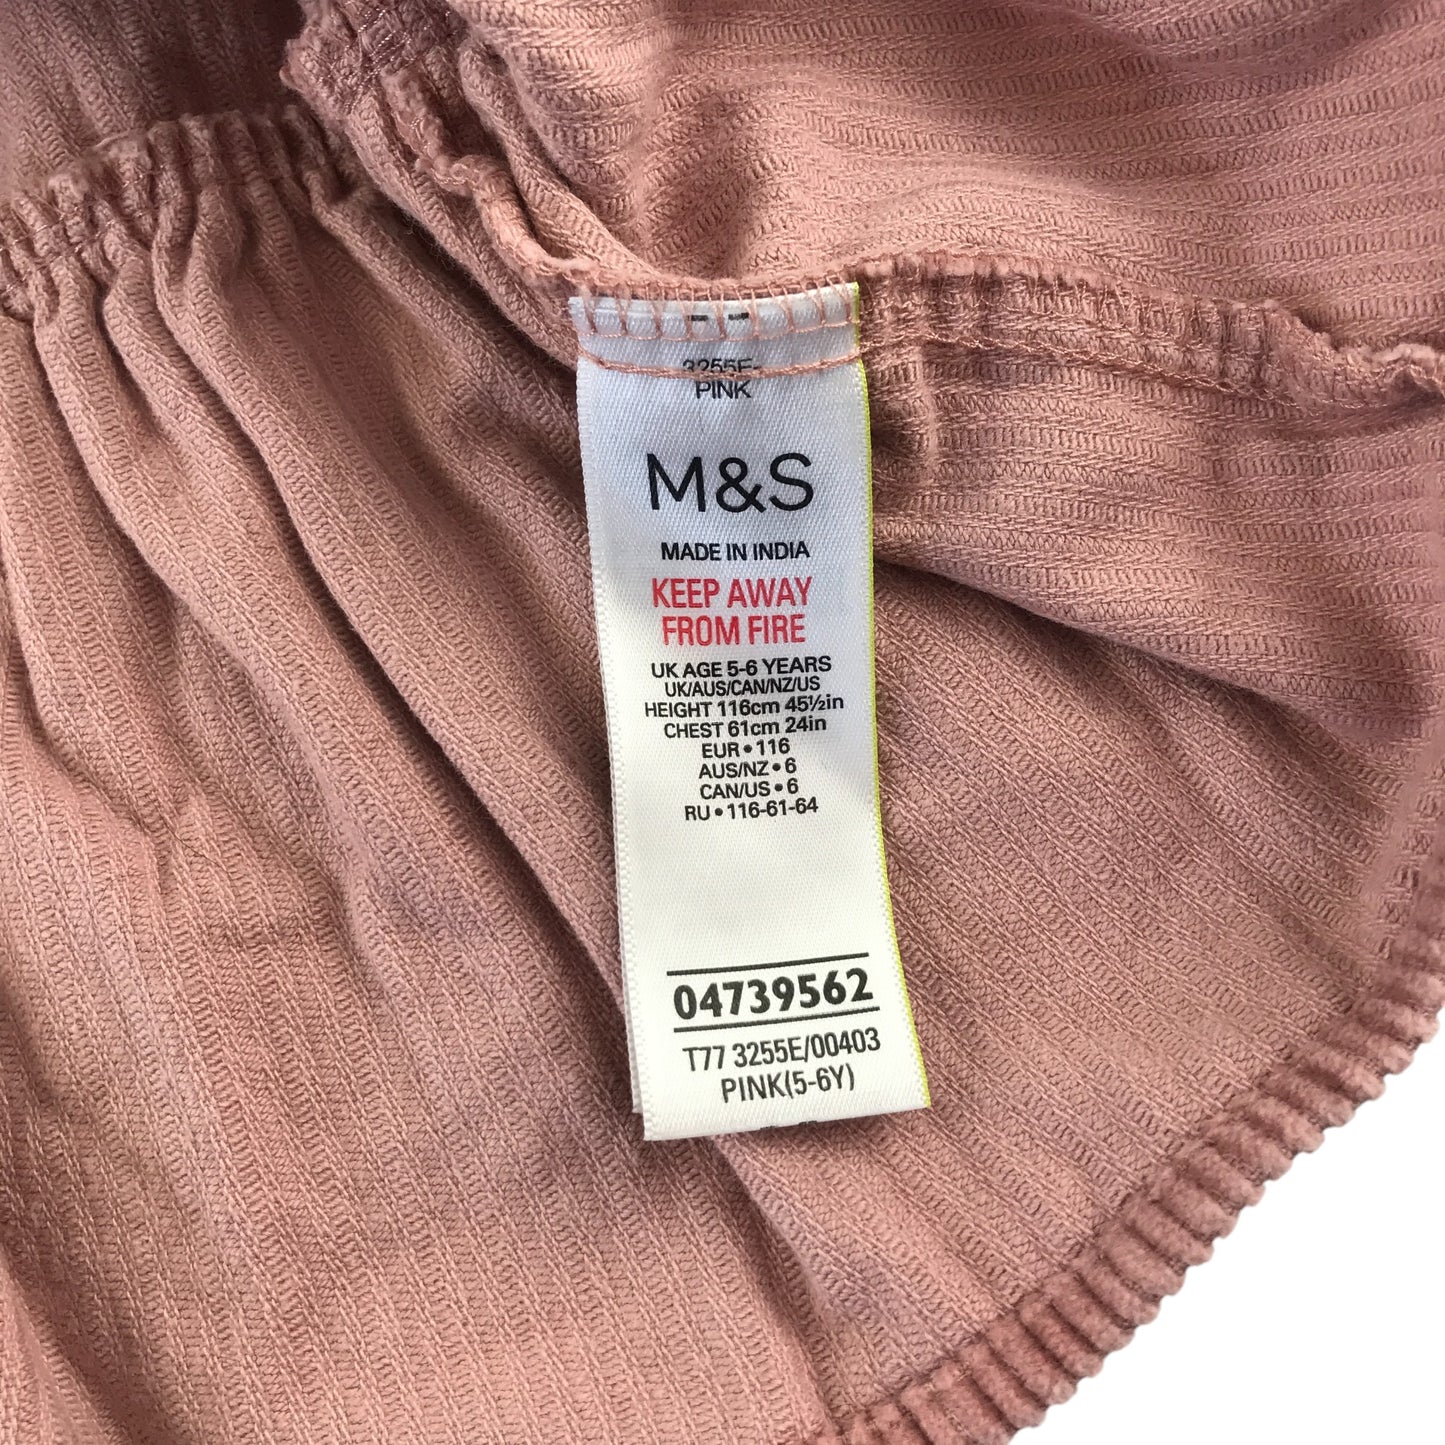 3255E
PINK
M&S
MADE IN INDIA
KEEP AWAY
FROM FIRE
UK AGE 5-6 YEARS
UK/AUS/CAN/NZ/US
HEIGHT 116cm 45½in
CHEST 61cm 24in
EUR • 116
AUS/NZ • 6
CAN/US • 6
RU • 116-61-64
04739562
T77 3255E/00403
PINK(5-6Y)